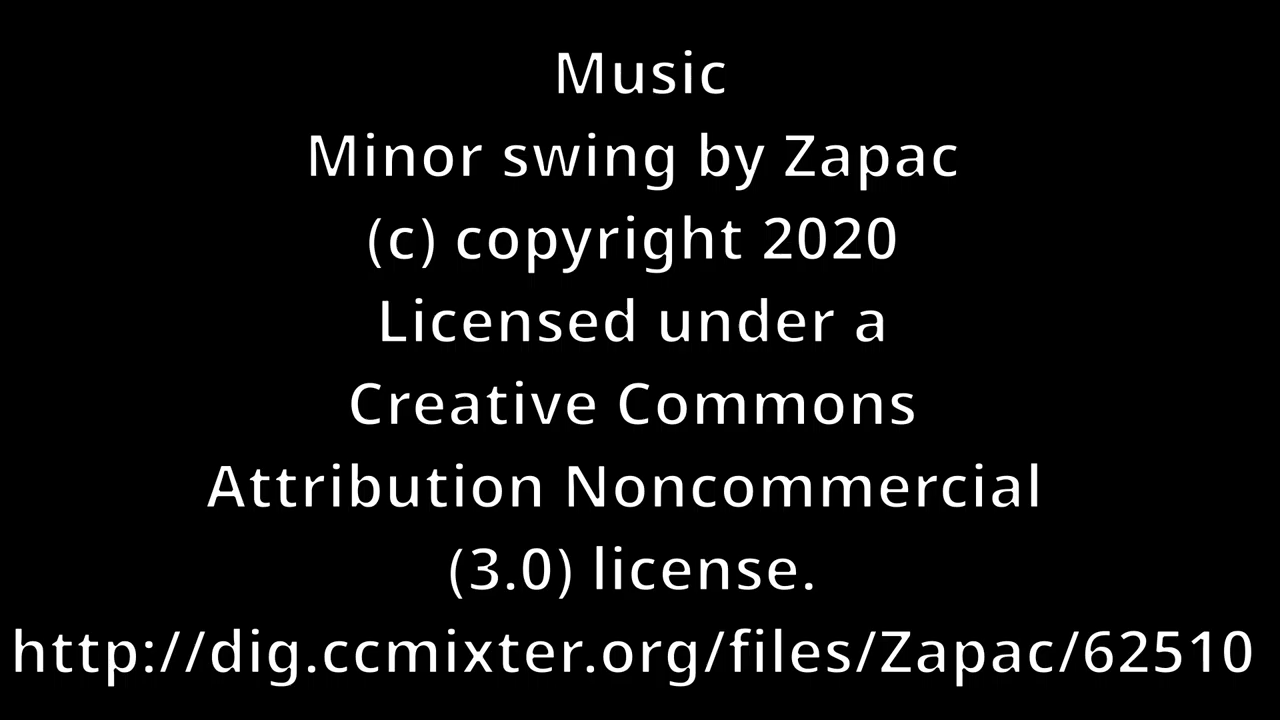 Music
Minor swing by Zapac
(c) copyright 2020
Licensed under a
Creative Commons
Attribution Noncommercial
(3.0) license.
http://dig.ccmixter.org/files/Zapac/62510